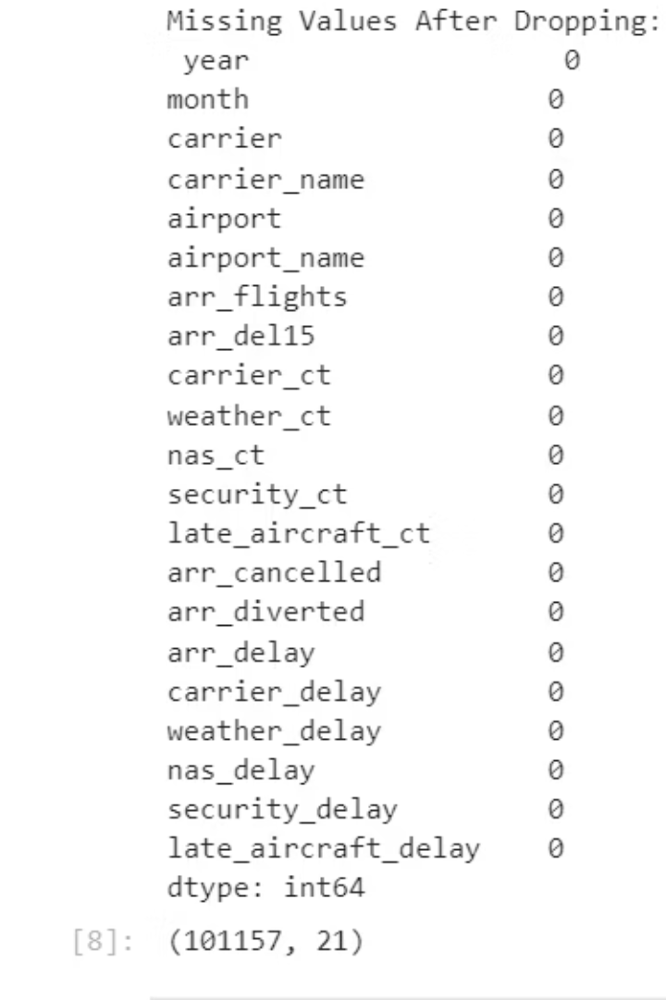 Missing Values After Dropping:
 year                    0
month                  0
carrier                0
carrier_name           0
airport                0
airport_name           0
arr_flights            0
arr_del15              0
carrier_ct             0
weather_ct             0
nas_ct                 0
security_ct            0
late_aircraft_ct       0
arr_cancelled          0
arr_diverted           0
arr_delay              0
carrier_delay          0
weather_delay          0
nas_delay              0
security_delay         0
late_aircraft_delay    0
dtype: int64
[8]: (101157, 21)